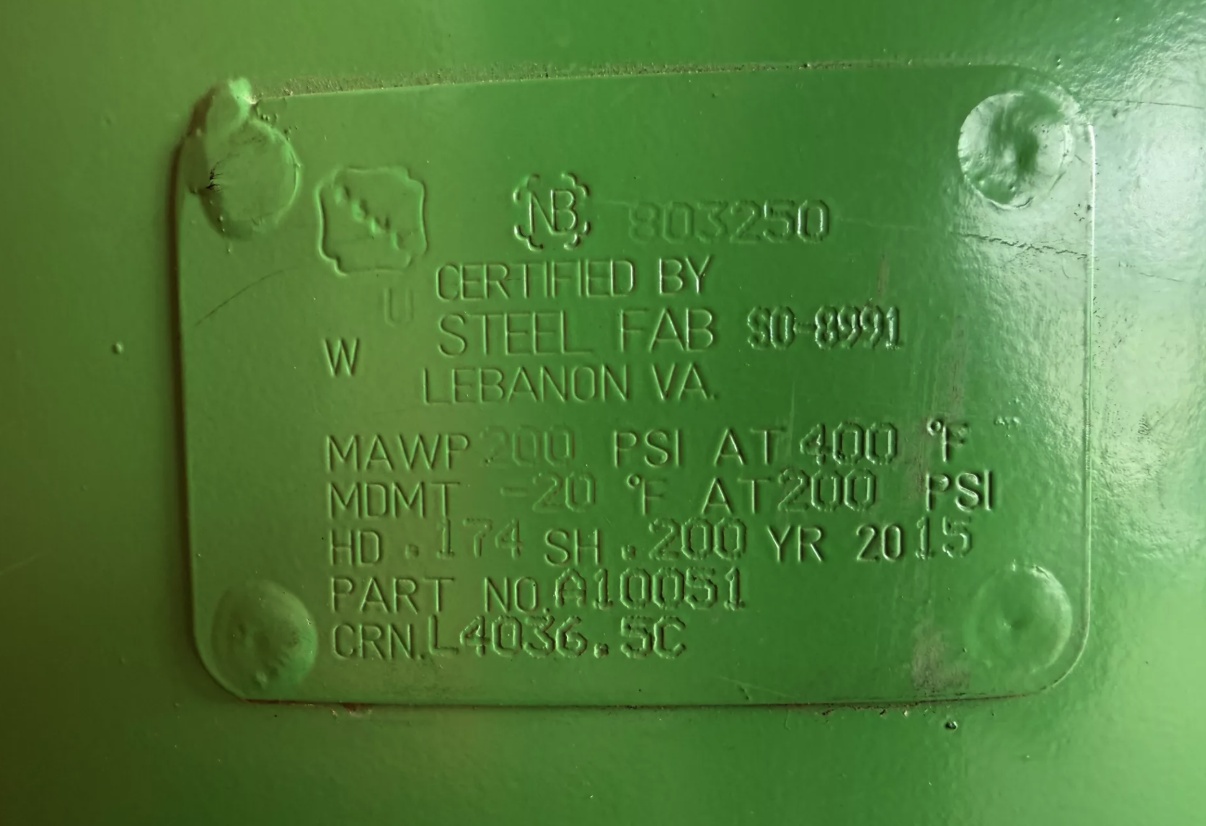 NB 803250
CERTIFIED BY
U
STEEL FAB SO-8991
W
LEBANON VA.
MAWP 200 PSI AT 400 °F
MDMT -20 °F AT 200 PSI
HD .174 SH .200 YR 2015
PART NO. A10051
CRN. L4036.5C